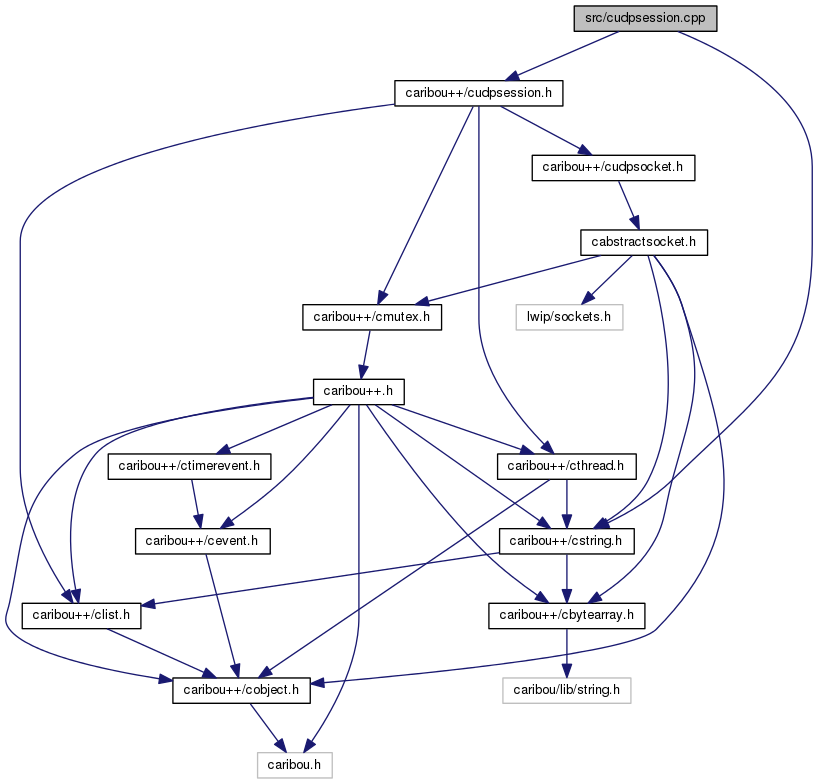 src/cudpsession.cpp
caribou++/cudpsession.h
caribou++/cudpsocket.h
cabstractsocket.h
caribou++/cmutex.h
lwip/sockets.h
caribou++.h
caribou++/ctimerevent.h
caribou++/cthread.h
caribou++/cevent.h
caribou++/cstring.h
caribou++/clist.h
caribou++/cbytearray.h
caribou++/cobject.h
caribou/lib/string.h
caribou.h